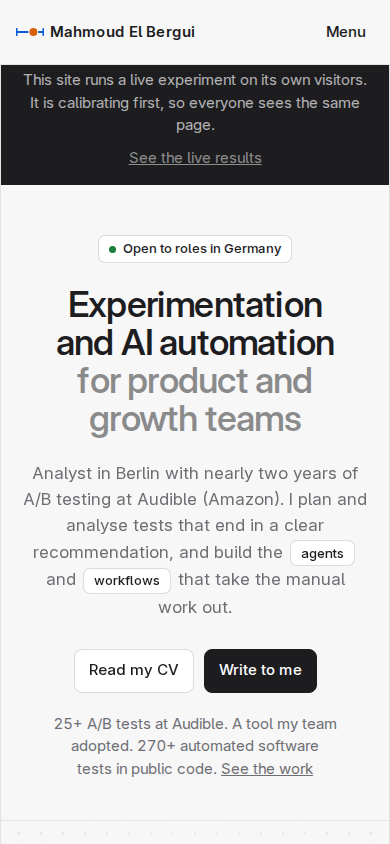 Mahmoud El Bergui
Menu
This site runs a live experiment on its own visitors.
It is calibrating first, so everyone sees the same
page.
See the live results
Open to roles in Germany
Experimentation
and AI automation
for product and
growth teams
Analyst in Berlin with nearly two years of
A/B testing at Audible (Amazon). I plan and
analyse tests that end in a clear
recommendation, and build the agents
and workflows that take the manual
work out.
Read my CV
Write to me
25+ A/B tests at Audible. A tool my team
adopted. 270+ automated software
tests in public code. See the work